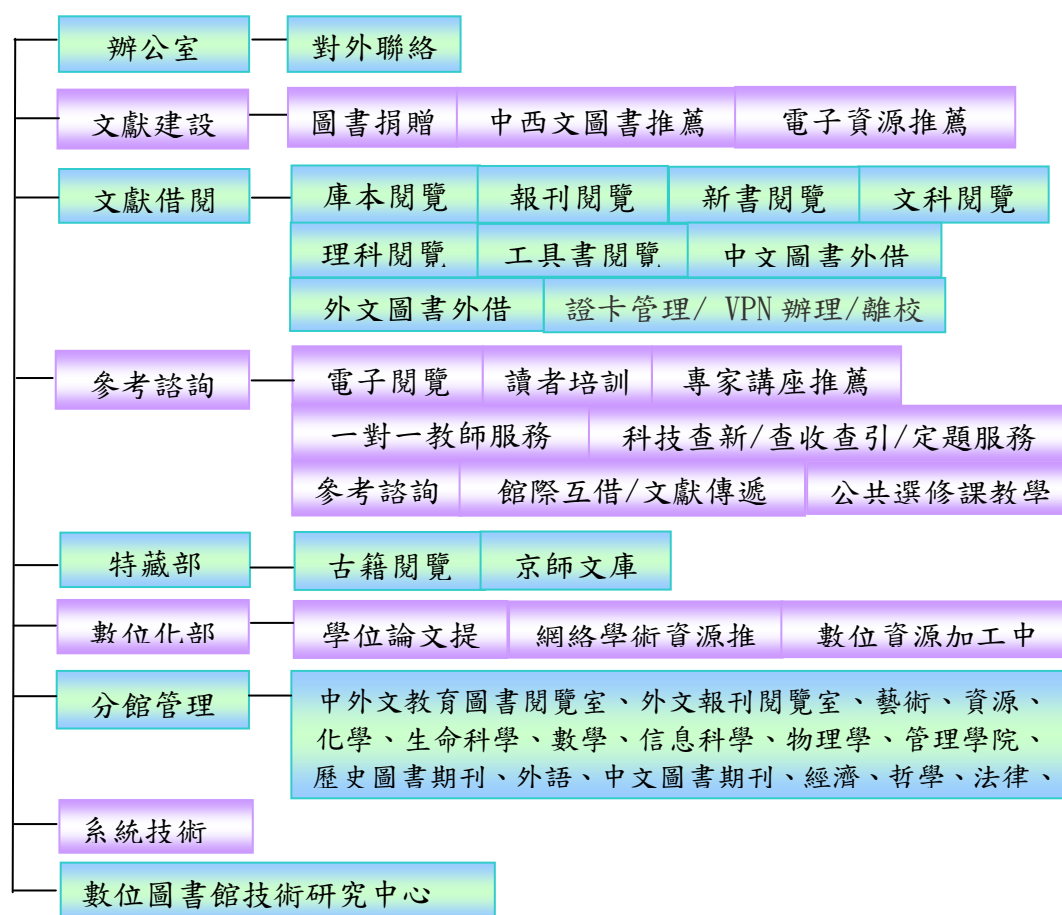 辦公室 對外聯絡
文獻建設 圖書捐贈 中西文圖書推薦 電子資源推薦
文獻借閱 庫本閱覽 報刊閱覽 新書閱覽 文科閱覽
理科閱覽 工具書閱覽 中文圖書外借
外文圖書外借 證卡管理/ VPN 辦理/離校
參考諮詢 電子閱覽 讀者培訓 專家講座推薦
一對一教師服務 科技查新/查收查引/定題服務
參考諮詢 館際互借/文獻傳遞 公共選修課教學
特藏部 古籍閱覽 京師文庫
數位化部 學位論文提 網絡學術資源推 數位資源加工中
分館管理 中外文教育圖書閱覽室、外文報刊閱覽室、藝術、資源、
化學、生命科學、數學、信息科學、物理學、管理學院、
歷史圖書期刊、外語、中文圖書期刊、經濟、哲學、法律、
系統技術
數位圖書館技術研究中心